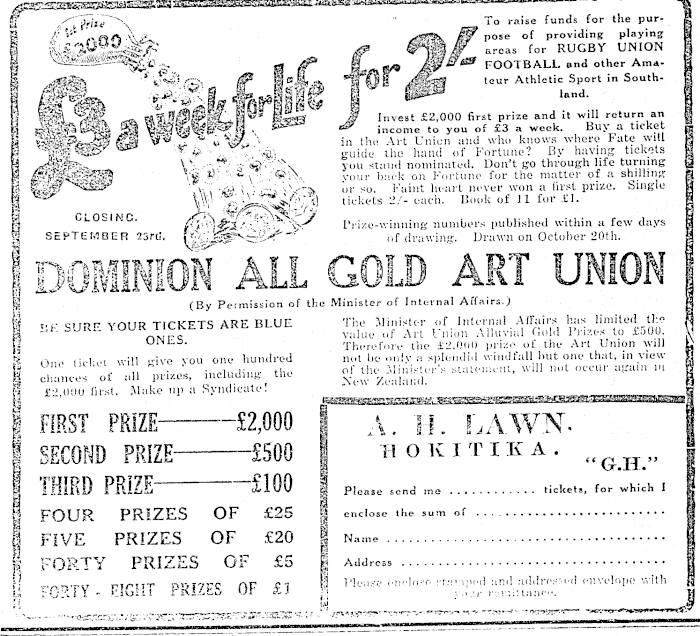 1st Prize
£2000
£3 a week for Life for 2/-
To raise funds for the pur-
pose of providing playing
areas for RUGBY UNION
FOOTBALL and other Ama-
teur Athletic Sport in South-
land.
Invest £2,000 first prize and it will return an
income to you of £3 a week. Buy a ticket
in the Art Union and who knows where Fate will
guide the hand of Fortune? By having tickets
you stand nominated. Don't go through life turning
your back on Fortune for the matter of a shilling
or so. Faint heart never won a first prize. Single
tickets 2/- each. Book of 11 for £1.
CLOSING.
SEPTEMBER 23rd.
Prize-winning numbers published within a few days
of drawing. Drawn on October 20th.
DOMINION ALL GOLD ART UNION
(By Permission of the Minister of Internal Affairs.)
BE SURE YOUR TICKETS ARE BLUE
ONES.
One ticket will give you one hundred
chances of all prizes, including the
£2,000 first. Make up a Syndicate!
The Minister of Internal Affairs has limited the
value of Art Union Alluvial Gold Prizes to £500.
Therefore the £2,000 prize of the Art Union will
not be only a splendid windfall but one that, in view
of the Minister's statement, will not occur again in
New Zealand.
FIRST PRIZE—£2,000
SECOND PRIZE—£500
THIRD PRIZE—£100
FOUR PRIZES OF £25
FIVE PRIZES OF £20
FORTY PRIZES OF £5
FORTY-EIGHT PRIZES OF £1
A. H. LAWN.
HOKITIKA.
"G.H."
Please send me ............ tickets, for which I
enclose the sum of ..........................
Name ......................................
Address ...................................
Please enclose stamped and addressed envelope with
your remittance.